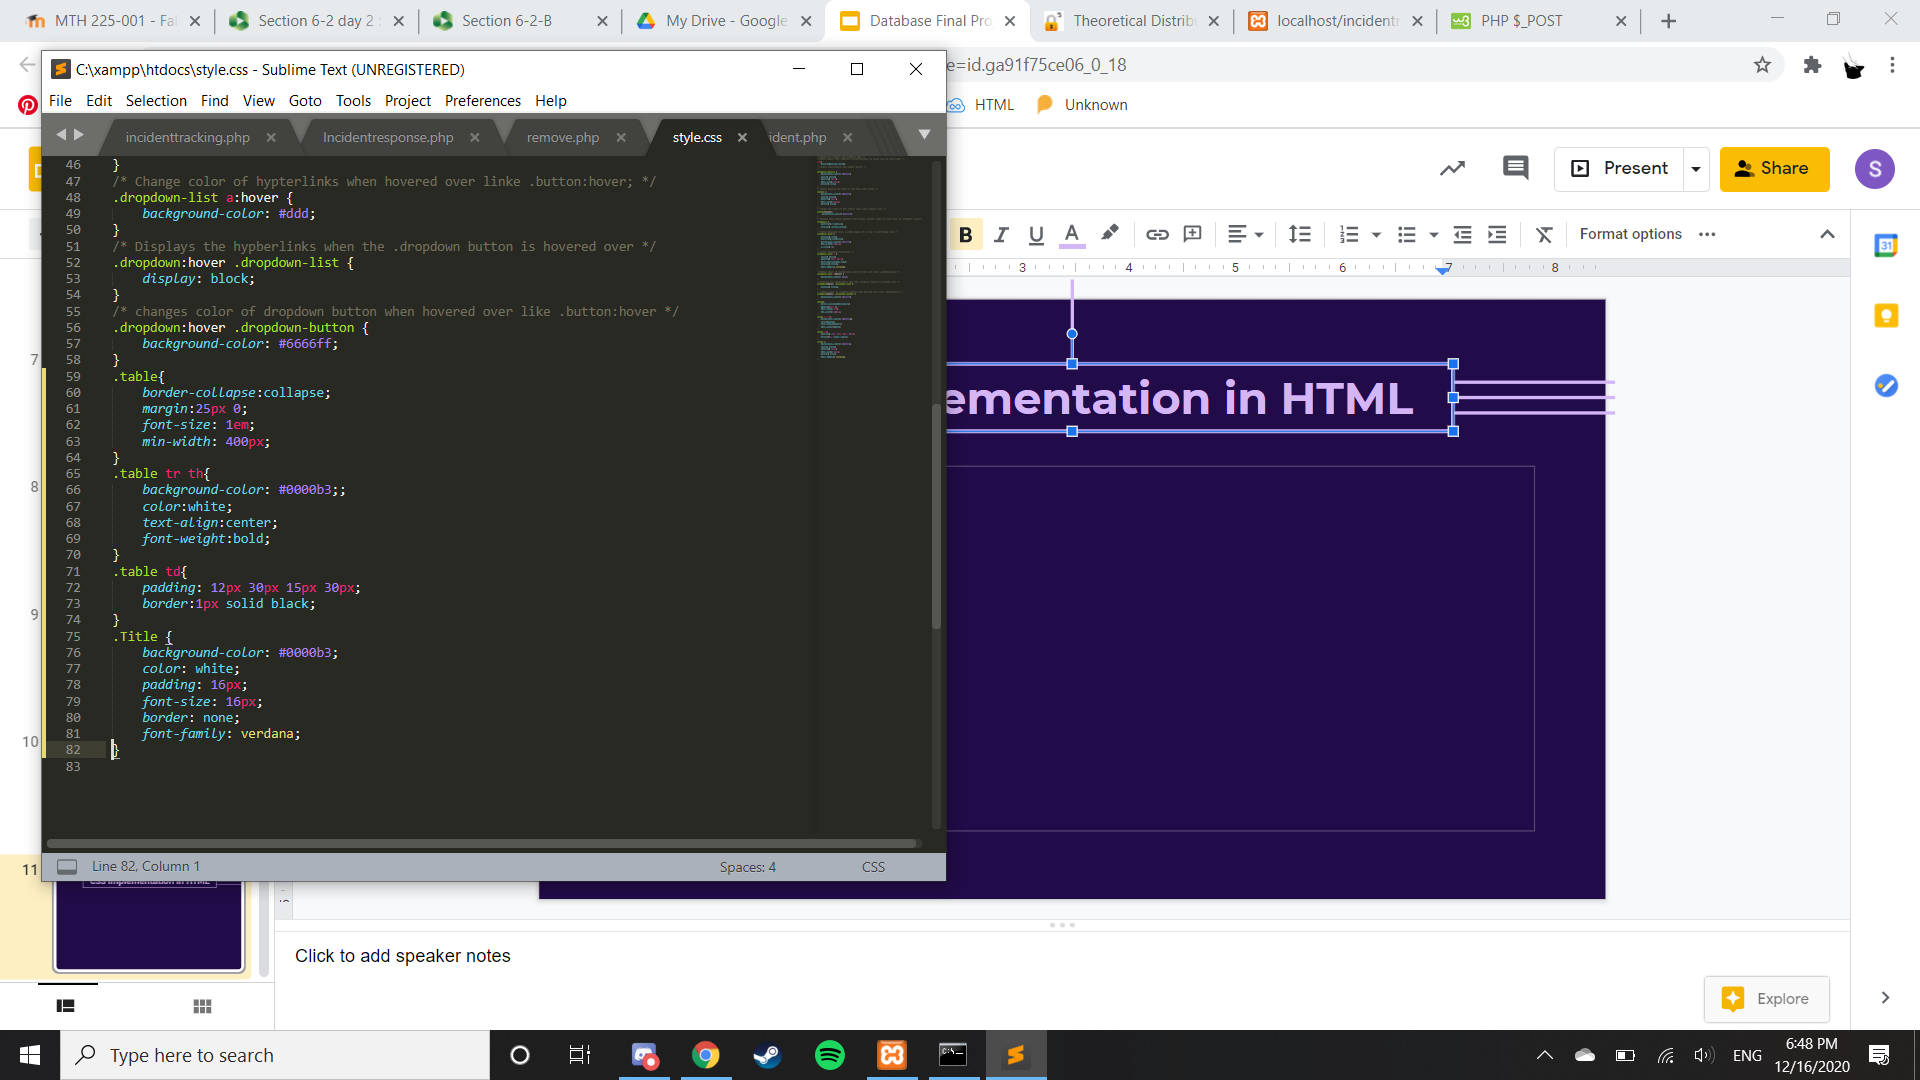 MTH 225-001 - Fal
Section 6-2 day 2
Section 6-2-B
My Drive - Google
Database Final Pro
Theoretical Distrib
localhost/incident
PHP $_POST
C:\xampp\htdocs\style.css - Sublime Text (UNREGISTERED)
e=id.ga91f75ce06_0_18
File Edit Selection Find View Goto Tools Project Preferences Help
HTML
Unknown
incidenttracking.php
Incidentresponse.php
remove.php
style.css
ident.php
Present
Share
S
46 }
47 /* Change color of hypterlinks when hovered over linke .button:hover; */
48 .dropdown-list a:hover {
49 background-color: #ddd;
50 }
51 /* Displays the hypberlinks when the .dropdown button is hovered over */
52 .dropdown:hover .dropdown-list {
53 display: block;
54 }
55 /* changes color of dropdown button when hovered over like .button:hover */
56 .dropdown:hover .dropdown-button {
57 background-color: #6666ff;
58 }
59 .table{
60 border-collapse:collapse;
61 margin:25px 0;
62 font-size: 1em;
63 min-width: 400px;
64 }
65 .table tr th{
66 background-color: #0000b3;;
67 color:white;
68 text-align:center;
69 font-weight:bold;
70 }
71 .table td{
72 padding: 12px 30px 15px 30px;
73 border:1px solid black;
74 }
75 .Title {
76 background-color: #0000b3;
77 color: white;
78 padding: 16px;
79 font-size: 16px;
80 border: none;
81 font-family: verdana;
82 }
83
Line 82, Column 1
Spaces: 4
CSS
B I U A
Format options
3 4 5 6 7 8
31
ementation in HTML
7
8
9
10
11
Css Implementation in HTML
Click to add speaker notes
Explore
Type here to search
ENG
6:48 PM
12/16/2020